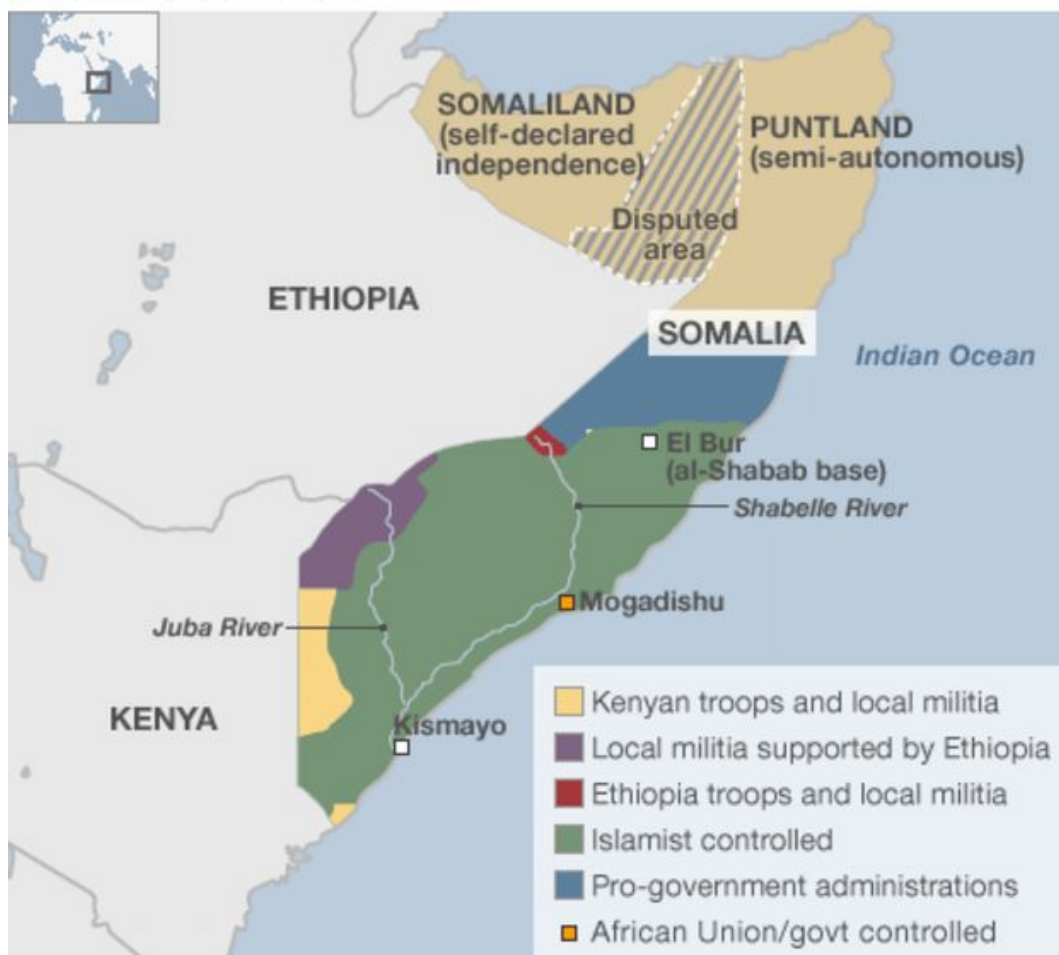 SOMALILAND
(self-declared
independence)
PUNTLAND
(semi-autonomous)
Disputed
area
ETHIOPIA
SOMALIA
Indian Ocean
El Bur
(al-Shabab base)
Shabelle River
Mogadishu
Juba River
KENYA
Kismayo
Kenyan troops and local militia
Local militia supported by Ethiopia
Ethiopia troops and local militia
Islamist controlled
Pro-government administrations
African Union/govt controlled